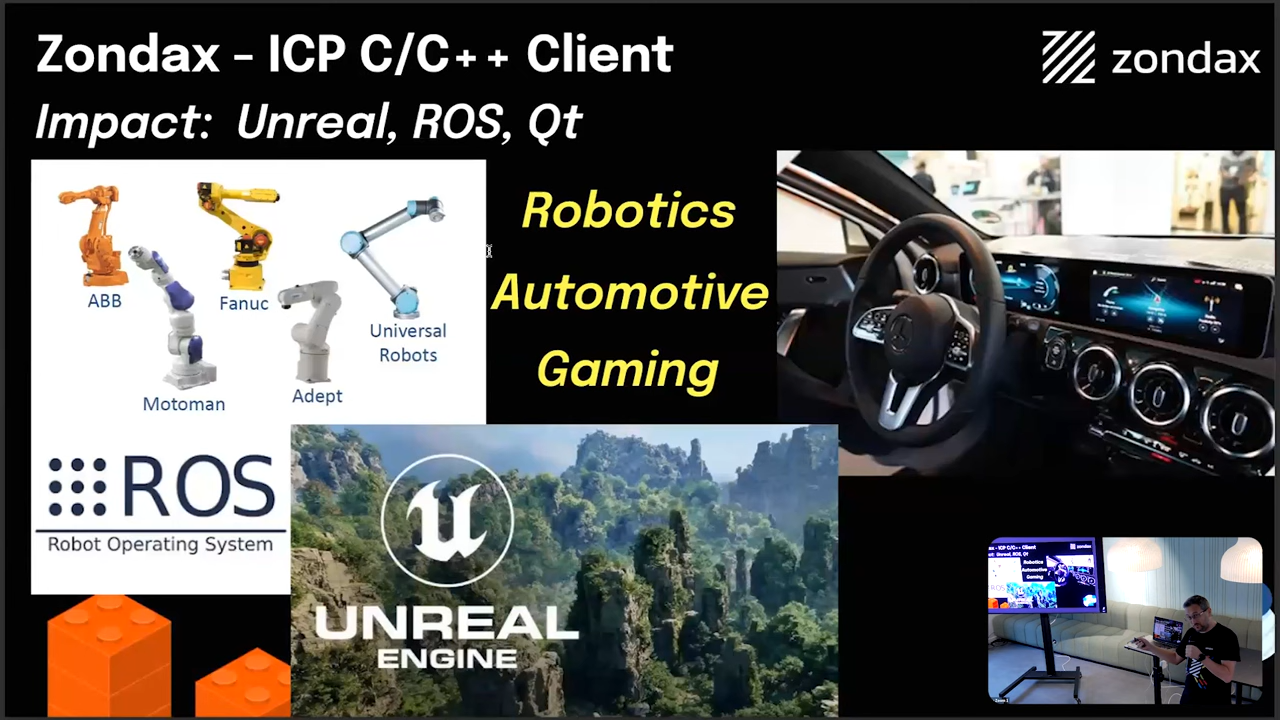 Zondax – ICP C/C++ Client
zondax
Impact: Unreal, ROS, Qt
Robotics
Automotive
Gaming
ABB
Fanuc
Universal
Robots
Motoman
Adept
ROS
Robot Operating System
UNREAL
ENGINE